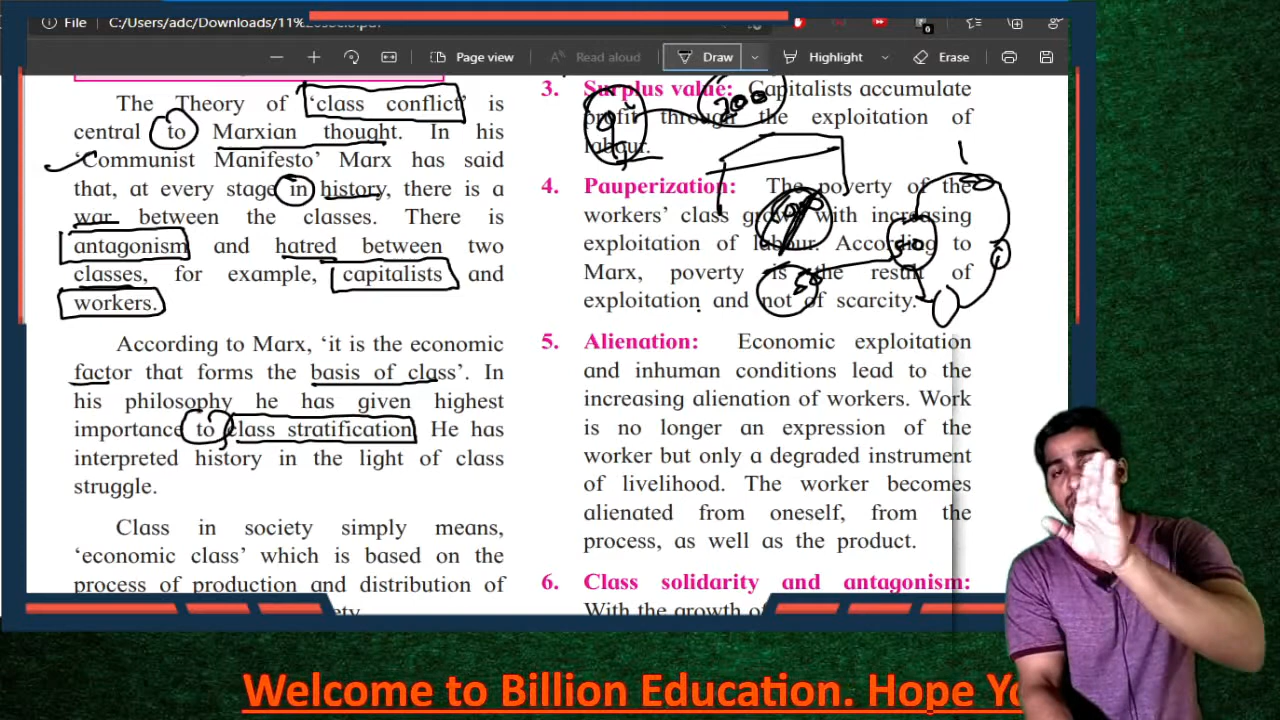 File C:/Users/adc/Downloads/11%
Page view
Read aloud
Draw
Highlight
Erase
The Theory of ‘class conflict’ is
central to Marxian thought. In his
‘Communist Manifesto’ Marx has said
that, at every stage in history, there is a
war between the classes. There is
antagonism and hatred between two
classes, for example, capitalists and
workers.
According to Marx, ‘it is the economic
factor that forms the basis of class’. In
his philosophy he has given highest
importance to class stratification. He has
interpreted history in the light of class
struggle.
Class in society simply means,
‘economic class’ which is based on the
process of production and distribution of
3. Surplus value: Capitalists accumulate
profit through the exploitation of
labour.
200
4. Pauperization: The poverty of the
workers’ class grows with increasing
exploitation of labour. According to
Marx, poverty is the result of
exploitation and not of scarcity.
50
5. Alienation: Economic exploitation
and inhuman conditions lead to the
increasing alienation of workers. Work
is no longer an expression of the
worker but only a degraded instrument
of livelihood. The worker becomes
alienated from oneself, from the
process, as well as the product.
6. Class solidarity and antagonism:
With the growth of
Welcome to Billion Education. Hope Yo